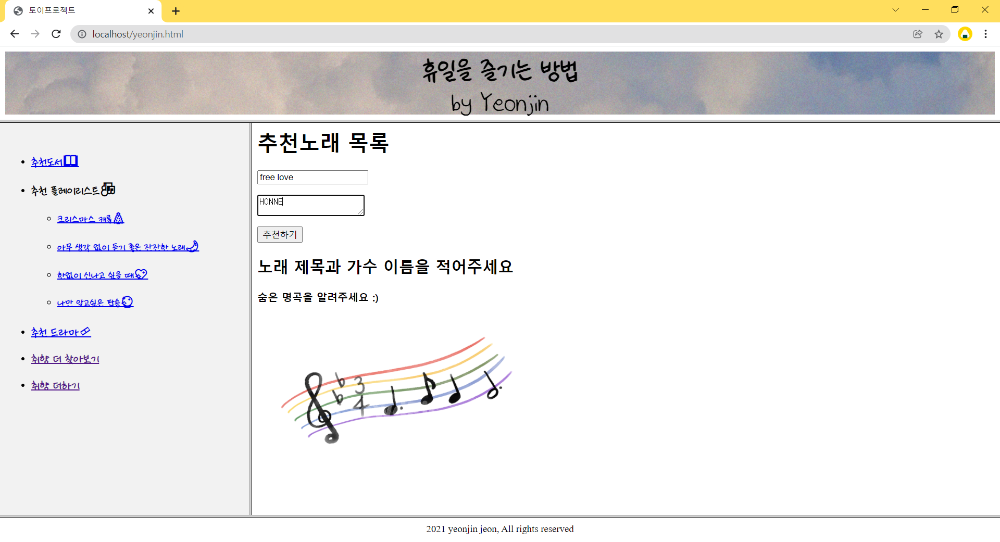 토이프로젝트
localhost/yeonjin.html
휴일을 즐기는 방법
by Yeonjin
추천도서
추천 플레이리스트
크리스마스 캐롤
아무 생각 없이 듣기 좋은 잔잔한 노래
한없이 신나고 싶을 때
나만 알고싶은 팝송
추천 드라마
취향 더 찾아보기
취향 더하기
추천노래 목록
free love
HONNE
추천하기
노래 제목과 가수 이름을 적어주세요
숨은 명곡을 알려주세요 :)
3
4
2021 yeonjin jeon, All rights reserved